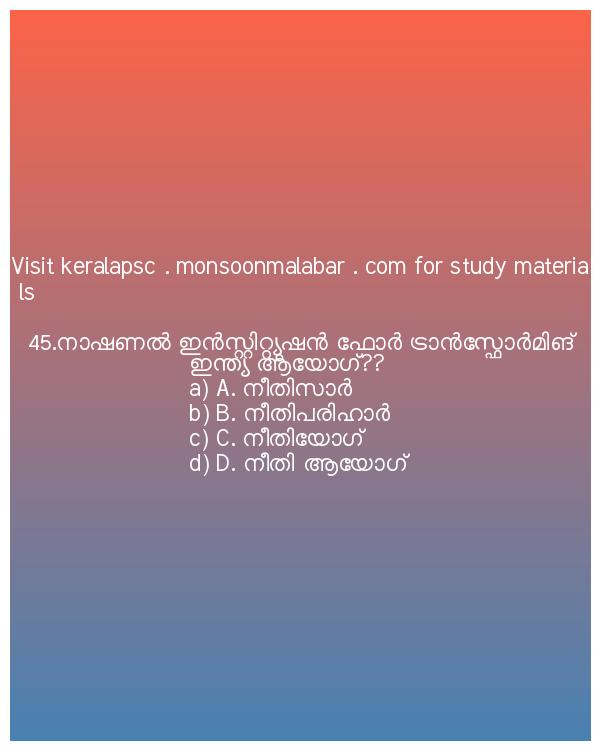 Visit keralapsc . monsoonmalabar . com for study materia
ls
45.നാഷണൽ ഇൻസ്റ്റിറ്റ്യൂഷൻ ഫോർ ട്രാൻസ്ഫോർമിങ്
ഇന്ത്യ ആയോഗ്??
a) A. നീതിസാർ
b) B. നീതിപരിഹാർ
c) C. നീതിയോഗ്
d) D. നീതി ആയോഗ്